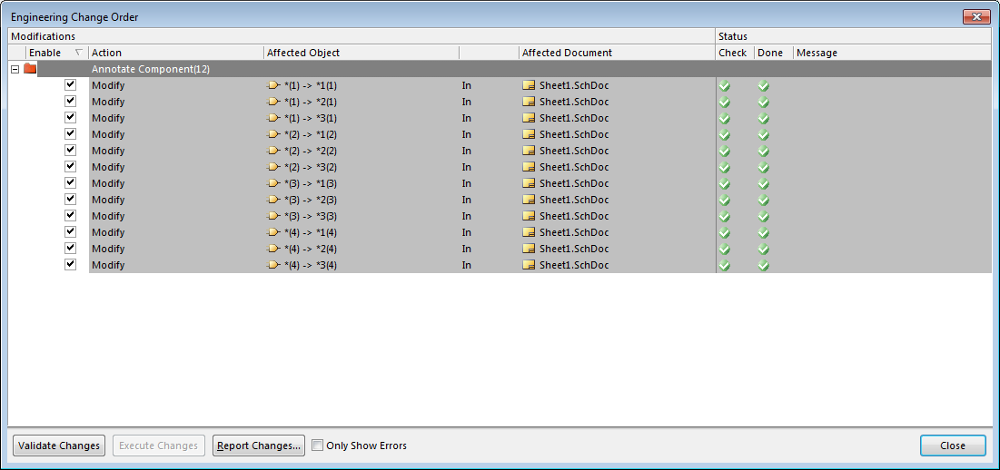 Engineering Change Order
Modifications Status
Enable Action Affected Object Affected Document Check Done Message
Annotate Component(12)
Modify *(1) -> *1(1) In Sheet1.SchDoc
Modify *(1) -> *2(1) In Sheet1.SchDoc
Modify *(1) -> *3(1) In Sheet1.SchDoc
Modify *(2) -> *1(2) In Sheet1.SchDoc
Modify *(2) -> *2(2) In Sheet1.SchDoc
Modify *(2) -> *3(2) In Sheet1.SchDoc
Modify *(3) -> *1(3) In Sheet1.SchDoc
Modify *(3) -> *2(3) In Sheet1.SchDoc
Modify *(3) -> *3(3) In Sheet1.SchDoc
Modify *(4) -> *1(4) In Sheet1.SchDoc
Modify *(4) -> *2(4) In Sheet1.SchDoc
Modify *(4) -> *3(4) In Sheet1.SchDoc
Validate Changes Execute Changes Report Changes... Only Show Errors Close